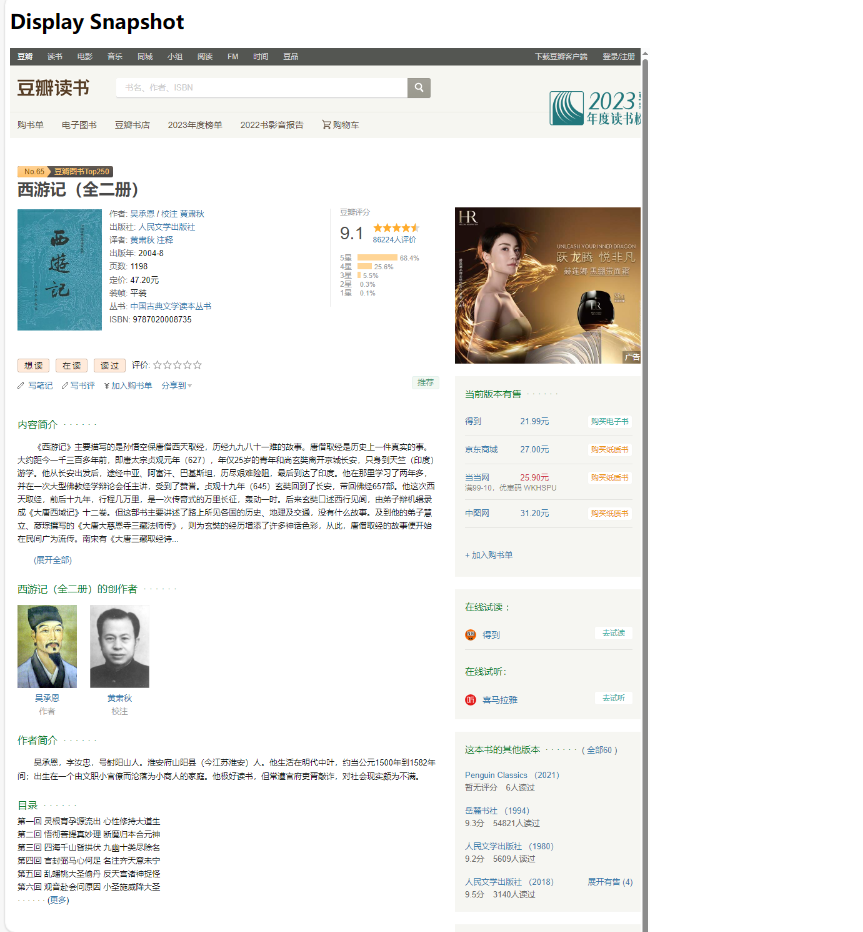 Display Snapshot
豆瓣 读书 电影 音乐 同城 小组 阅读 FM 时间 豆品 下载豆瓣客户端 登录/注册
豆瓣读书
书名、作者、ISBN
2023
年度读书榜
购书单 电子图书 豆瓣书店 2023年度榜单 2022书影音报告 购物车
No.65 豆瓣图书Top250
西游记（全二册）
西遊記
作者: 吴承恩 / 校注 黄肃秋
出版社: 人民文学出版社
译者: 黄肃秋 注释
出版年: 2004-8
页数: 1198
定价: 47.20元
装帧: 平装
丛书: 中国古典文学读本丛书
ISBN: 9787020008735
豆瓣评分
9.1
86224人评价
5星 68.4%
4星 25.6%
3星 5.5%
2星 0.3%
1星 0.1%
HR
UNLEASH YOUR INNER DRAGON
跃龙腾 悦非凡
广告
想读 在读 读过 评价:
写笔记 写书评 ¥加入购书单 分享到
推荐
内容简介 · · · · · ·
《西游记》主要描写的是孙悟空保唐僧西天取经，历经九九八十一难的故事。唐僧取经是历史上一件真实的事。
大约距今一千三百多年前，即唐太宗贞观元年（627），年仅25岁的青年和尚玄奘离开京城长安，只身到天竺（印度）
游学。他从长安出发后，途经中亚、阿富汗、巴基斯坦，历尽艰难险阻，最后到达了印度。他在那里学习了两年多，
并在一次大型佛教经学辩论会任主讲，受到了赞誉。贞观十九年（645）玄奘回到了长安，带回佛经657部。他这次西
天取经，前后十九年，行程几万里，是一次传奇式的万里长征，轰动一时。后来玄奘口述西行见闻，由弟子辩机辑录
成《大唐西域记》十二卷。但这部书主要讲述了路上所见各国的历史、地理及交通，没有什么故事。及到他的弟子慧
立、彦琮撰写的《大唐大慈恩寺三藏法师传》，则为玄奘的经历增添了许多神话色彩，从此，唐僧取经的故事便开始
在民间广为流传。南宋有《大唐三藏取经诗...
(展开全部)
西游记（全二册）的创作者 · · · · · ·
吴承恩 黄肃秋
作者 校注
作者简介 · · · · · ·
吴承恩，字汝忠，号射阳山人。淮安府山阳县（今江苏淮安）人。他生活在明代中叶，约当公元1500年到1582年
间；出生在一个由文职小官僚而沦落为小商人的家庭。他极好读书，但常遭官府吏胥敲诈，对社会现实颇为不满。
目录 · · · · · ·
第一回 灵根育孕源流出 心性修持大道生
第二回 悟彻菩提真妙理 断魔归本合元神
第三回 四海千山皆拱伏 九幽十类尽除名
第四回 官封弼马心何足 名注齐天意未宁
第五回 乱蟠桃大圣偷丹 反天宫诸神捉怪
第六回 观音赴会问原因 小圣施威降大圣
· · · · · · (更多)
当前版本有售 · · · · · ·
得到 21.99元 购买电子书
京东商城 27.00元 购买纸质书
当当网 25.90元 购买纸质书
满99-10，优惠码 WKHSPU
中图网 31.20元 购买纸质书
+ 加入购书单
在线试读：
得到 去试读
在线试听：
喜马拉雅 去试听
这本书的其他版本 · · · · · · ( 全部60 )
Penguin Classics （2021）
暂无评分 6人读过
岳麓书社 （1994）
9.3分 54821人读过
人民文学出版社 （1980）
9.2分 5609人读过
人民文学出版社 （2018） 展开有售 (4)
9.5分 3140人读过